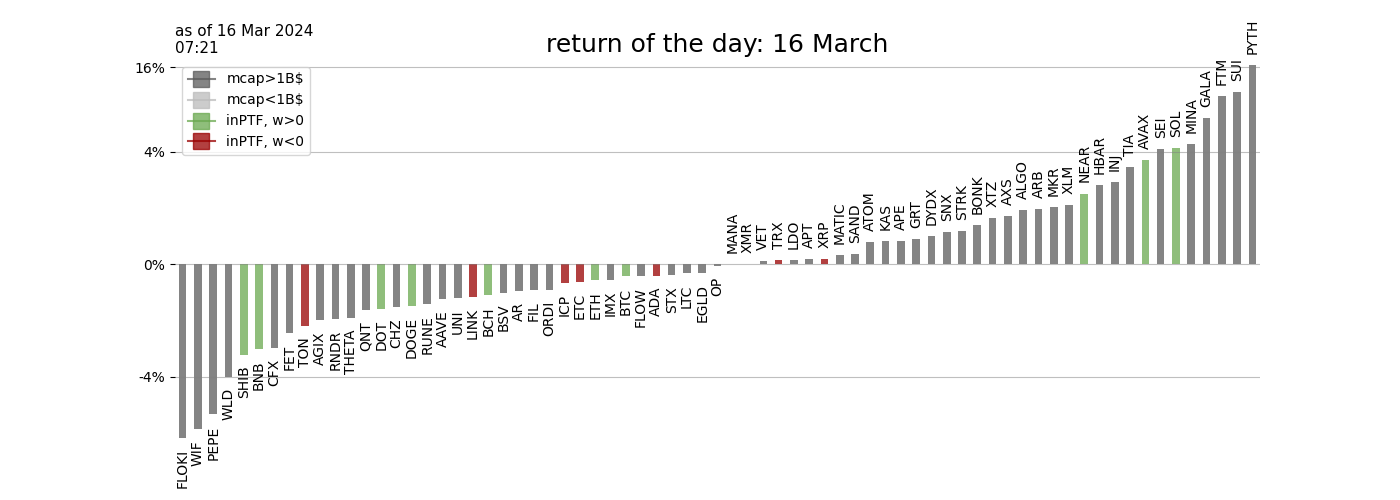 as of 16 Mar 2024
07:21
return of the day: 16 March
16%
4%
0%
-4%
mcap>1B$
mcap<1B$
inPTF, w>0
inPTF, w<0
FLOKI
WIF
PEPE
WLD
SHIB
BNB
CFX
FET
TON
AGIX
RNDR
THETA
QNT
DOT
CHZ
DOGE
RUNE
AAVE
UNI
LINK
BCH
BSV
AR
FIL
ORDI
ICP
ETC
ETH
IMX
BTC
FLOW
ADA
STX
LTC
EGLD
OP
MANA
XMR
VET
TRX
LDO
APT
XRP
MATIC
SAND
ATOM
KAS
APE
GRT
DYDX
SNX
STRK
BONK
XTZ
AXS
ALGO
ARB
MKR
XLM
NEAR
HBAR
INJ
TIA
AVAX
SEI
SOL
MINA
GALA
FTM
SUI
PYTH